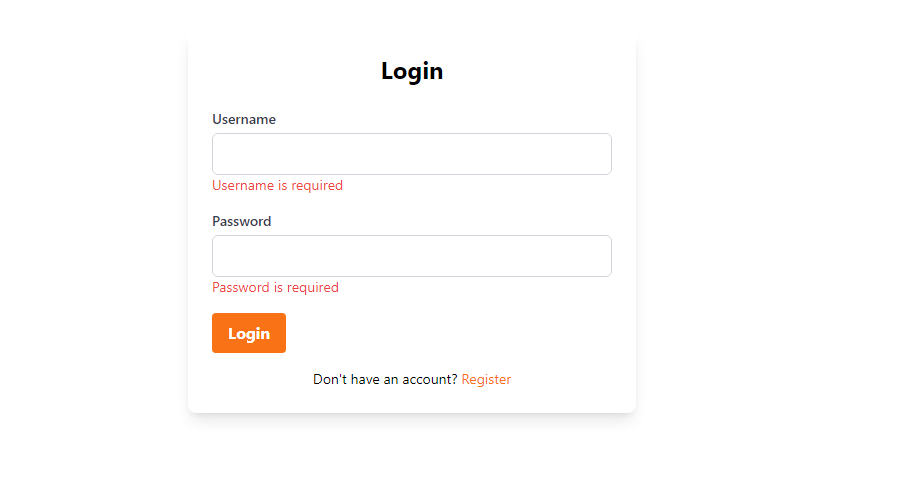 Login
Username
Username is required
Password
Password is required
Login
Don't have an account? Register